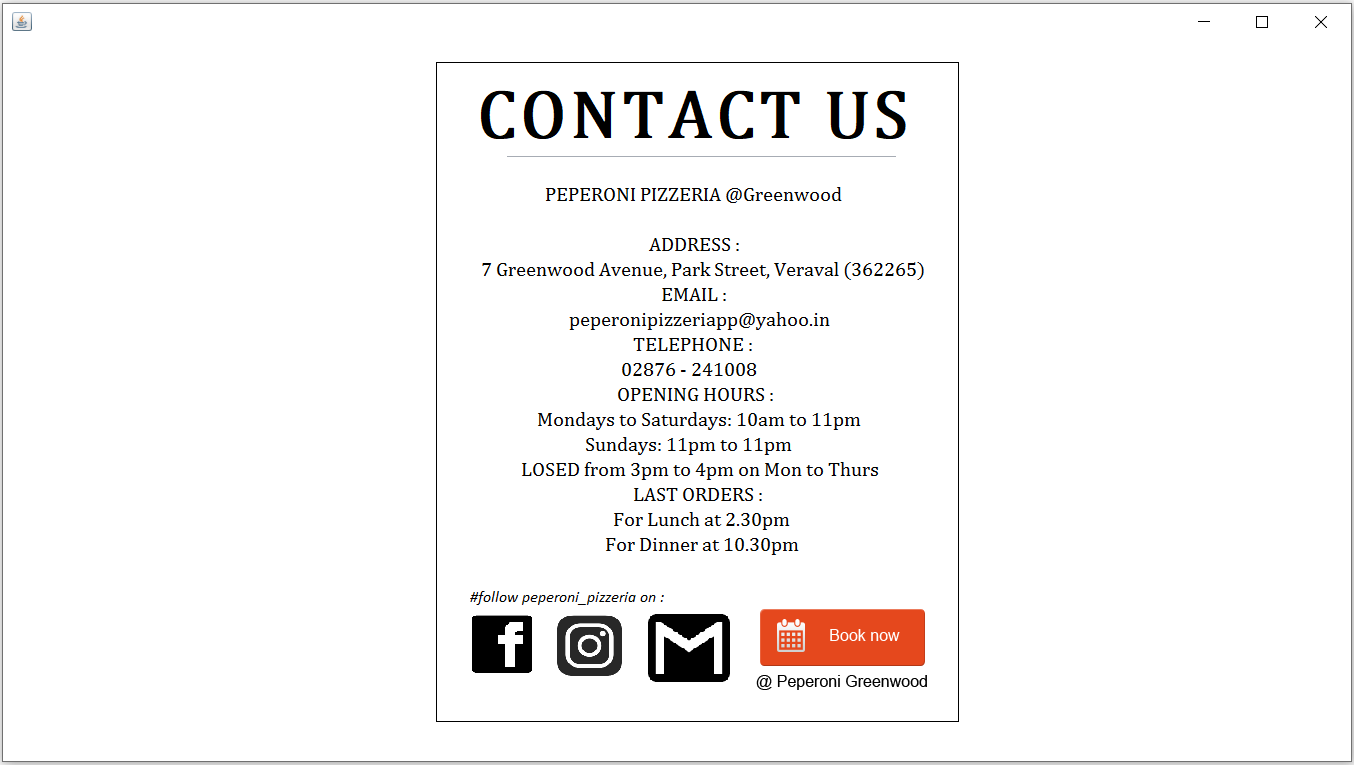 CONTACT US
PEPERONI PIZZERIA @Greenwood
ADDRESS :
7 Greenwood Avenue, Park Street, Veraval (362265)
EMAIL :
peperonipizzeriapp@yahoo.in
TELEPHONE :
02876 - 241008
OPENING HOURS :
Mondays to Saturdays: 10am to 11pm
Sundays: 11pm to 11pm
LOSED from 3pm to 4pm on Mon to Thurs
LAST ORDERS :
For Lunch at 2.30pm
For Dinner at 10.30pm
#follow peperoni_pizzeria on :
Book now
@ Peperoni Greenwood